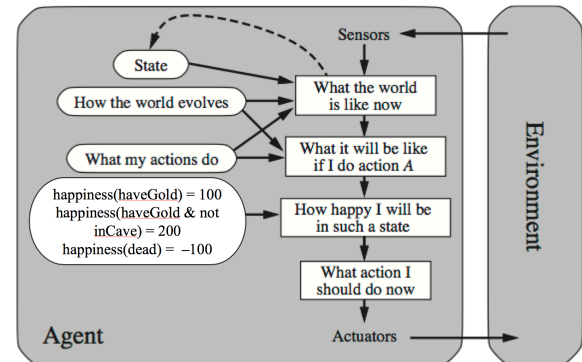 Sensors
State
What the world
is like now
How the world evolves
What my actions do
What it will be like
if I do action A
happiness(haveGold) = 100
happiness(haveGold & not
inCave) = 200
happiness(dead) = −100
How happy I will be
in such a state
What action I
should do now
Agent
Actuators
Environment